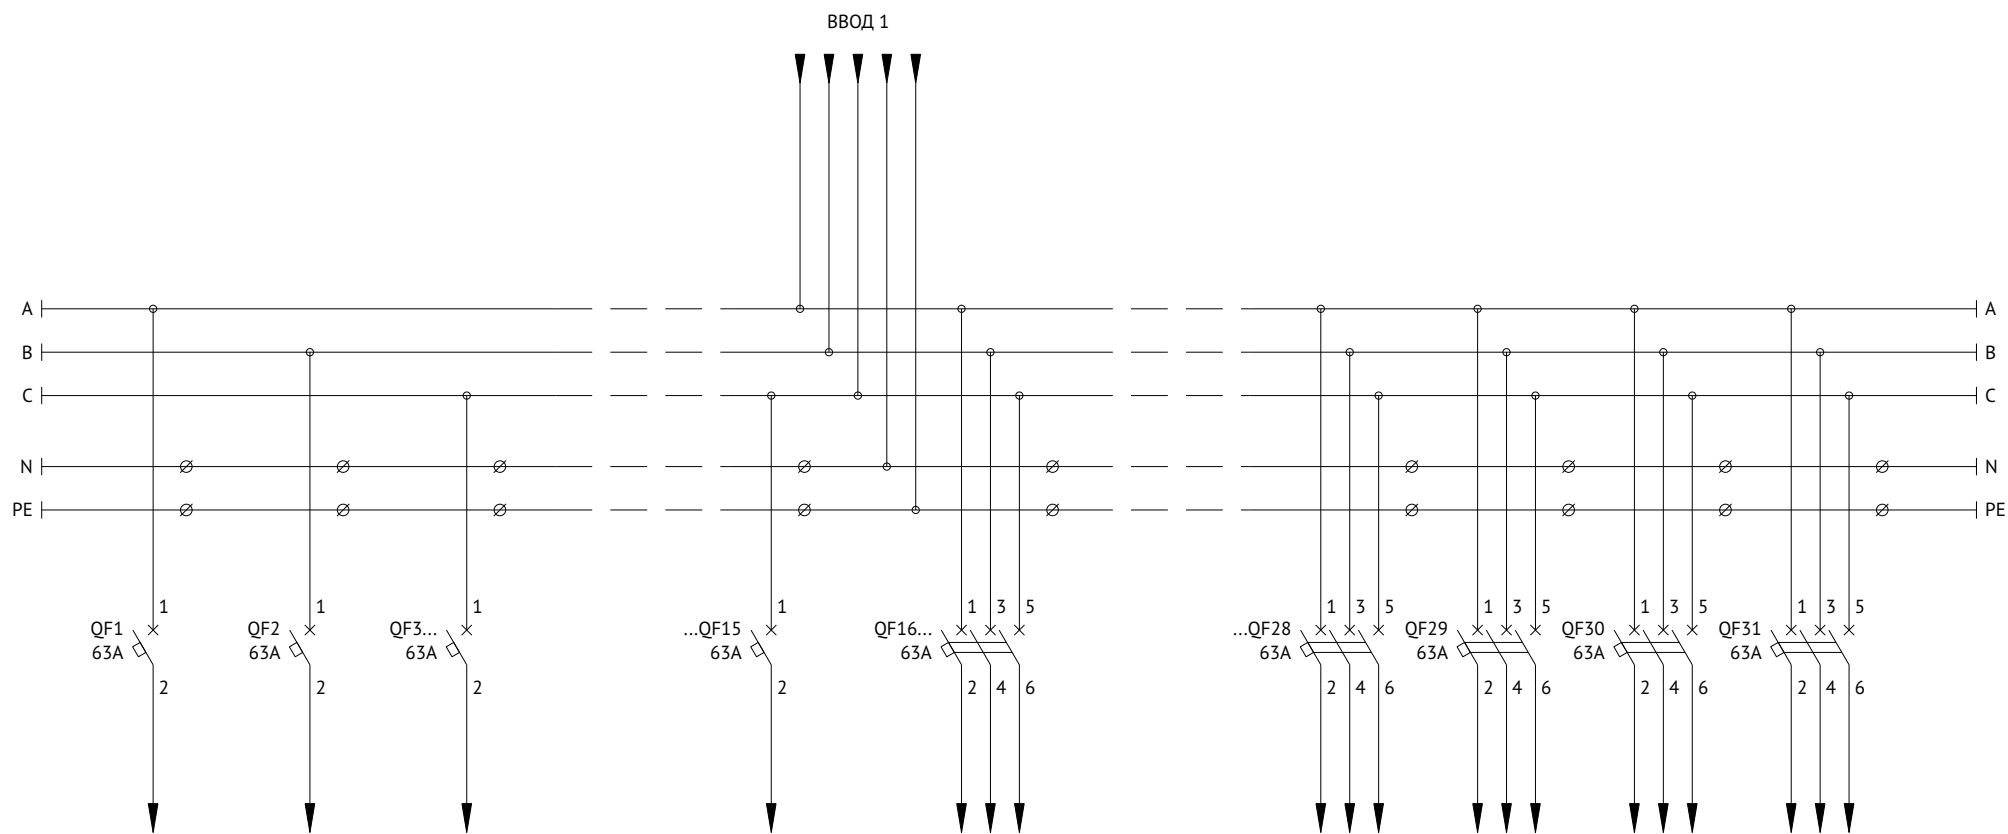 ВВОД 1
A A
B B
C C
N N
PE PE
1 1 1 1 1 3 5 1 3 5 1 3 5 1 3 5 1 3 5
QF1 QF2 QF3... ...QF15 QF16... ...QF28 QF29 QF30 QF31
63A 63A 63A 63A 63A 63A 63A 63A 63A
2 2 2 2 2 4 6 2 4 6 2 4 6 2 4 6 2 4 6